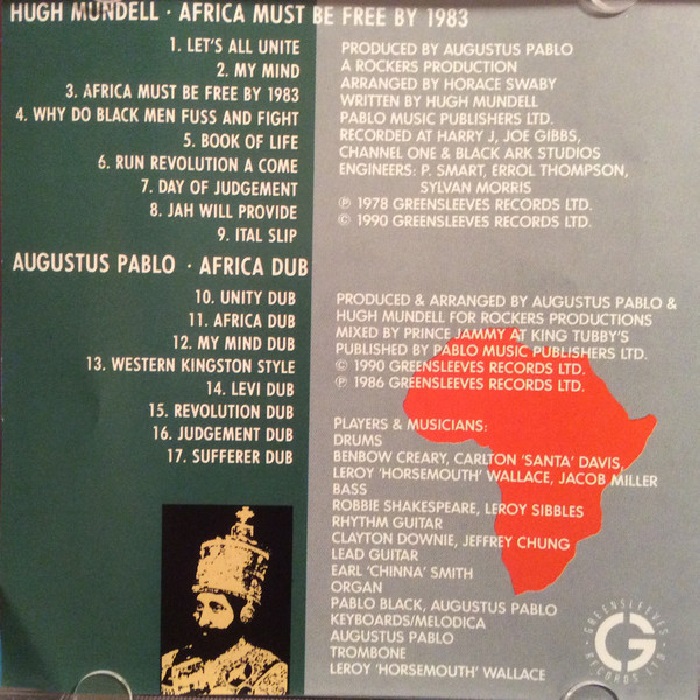 HUGH MUNDELL · AFRICA MUST BE FREE BY 1983
1. LET'S ALL UNITE
2. MY MIND
3. AFRICA MUST BE FREE BY 1983
4. WHY DO BLACK MEN FUSS AND FIGHT
5. BOOK OF LIFE
6. RUN REVOLUTION A COME
7. DAY OF JUDGEMENT
8. JAH WILL PROVIDE
9. ITAL SLIP
PRODUCED BY AUGUSTUS PABLO
A ROCKERS PRODUCTION
ARRANGED BY HORACE SWABY
WRITTEN BY HUGH MUNDELL
PABLO MUSIC PUBLISHERS LTD.
RECORDED AT HARRY J, JOE GIBBS,
CHANNEL ONE & BLACK ARK STUDIOS
ENGINEERS: P. SMART, ERROL THOMPSON,
SYLVAN MORRIS
℗ 1978 GREENSLEEVES RECORDS LTD.
© 1990 GREENSLEEVES RECORDS LTD.
AUGUSTUS PABLO · AFRICA DUB
10. UNITY DUB
11. AFRICA DUB
12. MY MIND DUB
13. WESTERN KINGSTON STYLE
14. LEVI DUB
15. REVOLUTION DUB
16. JUDGEMENT DUB
17. SUFFERER DUB
PRODUCED & ARRANGED BY AUGUSTUS PABLO &
HUGH MUNDELL FOR ROCKERS PRODUCTIONS
MIXED BY PRINCE JAMMY AT KING TUBBY'S
PUBLISHED BY PABLO MUSIC PUBLISHERS LTD.
© 1990 GREENSLEEVES RECORDS LTD.
℗ 1986 GREENSLEEVES RECORDS LTD.
PLAYERS & MUSICIANS:
DRUMS
BENBOW CREARY, CARLTON 'SANTA' DAVIS,
LEROY 'HORSEMOUTH' WALLACE, JACOB MILLER
BASS
ROBBIE SHAKESPEARE, LEROY SIBBLES
RHYTHM GUITAR
CLAYTON DOWNIE, JEFFREY CHUNG
LEAD GUITAR
EARL 'CHINNA' SMITH
ORGAN
PABLO BLACK, AUGUSTUS PABLO
KEYBOARDS/MELODICA
AUGUSTUS PABLO
TROMBONE
LEROY 'HORSEMOUTH' WALLACE
GREENSLEEVES
G
RECORDS LTD